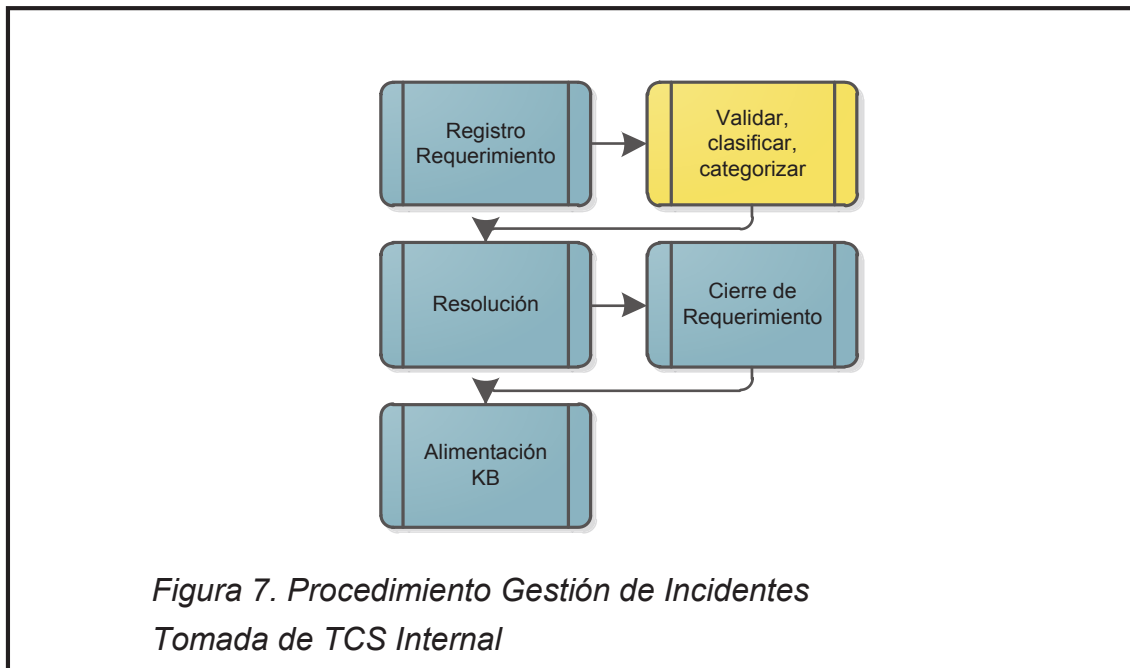 Registro
Requerimiento
Validar,
clasificar,
categorizar
Resolución
Cierre de
Requerimiento
Alimentación
KB
Figura 7. Procedimiento Gestión de Incidentes
Tomada de TCS Internal